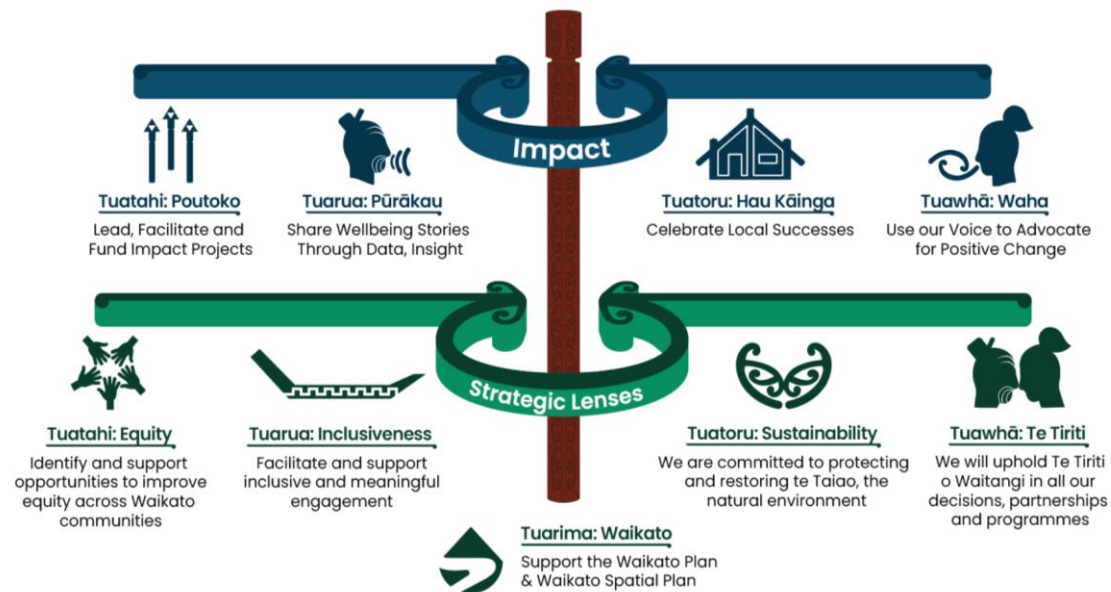 Impact
Tuatahi: Poutoko
Lead, Facilitate and
Fund Impact Projects
Tuarua: Pūrākau
Share Wellbeing Stories
Through Data, Insight
Tuatoru: Hau Kāinga
Celebrate Local Successes
Tuawhā: Waha
Use our Voice to Advocate
for Positive Change
Strategic Lenses
Tuatahi: Equity
Identify and support
opportunities to improve
equity across Waikato
communities
Tuarua: Inclusiveness
Facilitate and support
inclusive and meaningful
engagement
Tuatoru: Sustainability
We are committed to protecting
and restoring te Taiao, the
natural environment
Tuawhā: Te Tiriti
We will uphold Te Tiriti
o Waitangi in all our
decisions, partnerships
and programmes
Tuarima: Waikato
Support the Waikato Plan
& Waikato Spatial Plan